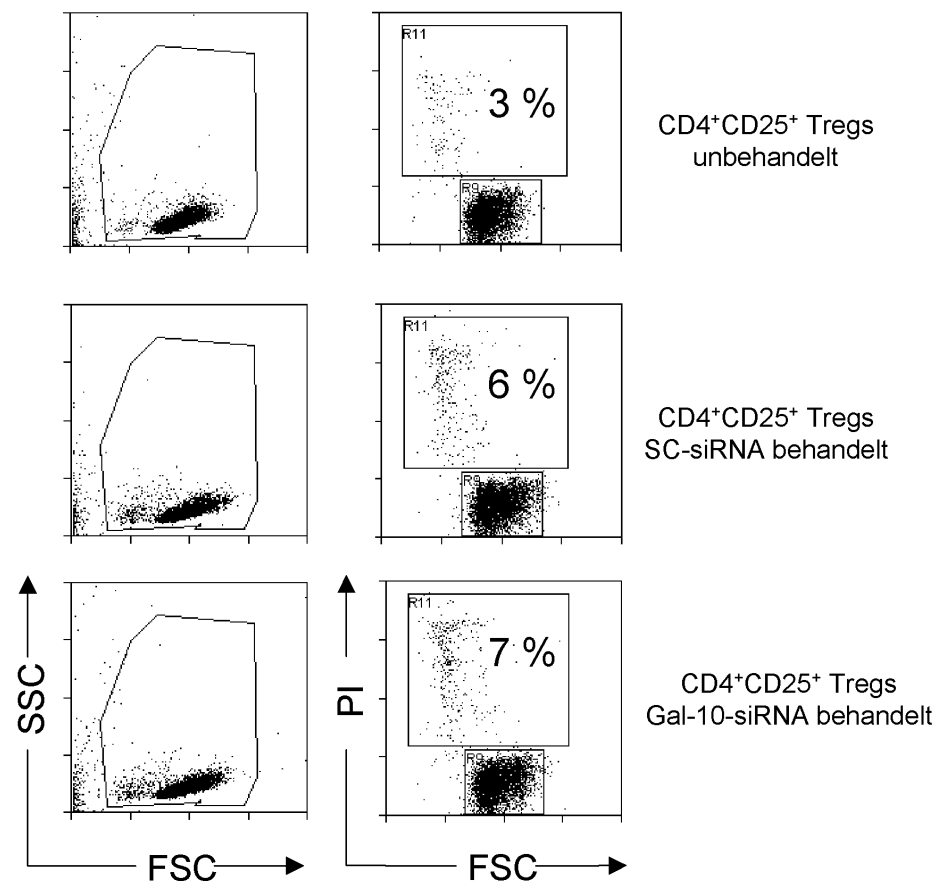 R11
3 %
R9
CD4⁺CD25⁺ Tregs
unbehandelt
R11
6 %
R9
CD4⁺CD25⁺ Tregs
SC-siRNA behandelt
R11
7 %
R9
CD4⁺CD25⁺ Tregs
Gal-10-siRNA behandelt
SSC
PI
FSC
FSC